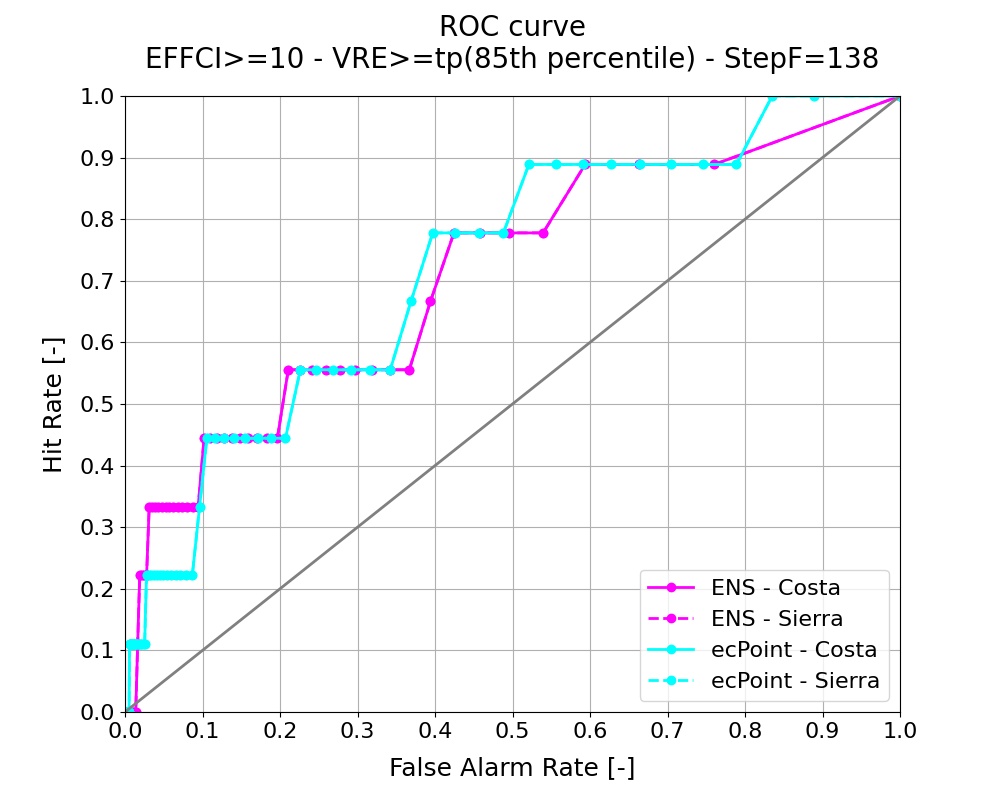 ROC curve
EFFCI>=10 - VRE>=tp(85th percentile) - StepF=138
1.0
0.9
0.8
0.7
0.6
0.5
0.4
0.3
0.2
0.1
0.0
Hit Rate [-]
ENS - Costa
ENS - Sierra
ecPoint - Costa
ecPoint - Sierra
0.0 0.1 0.2 0.3 0.4 0.5 0.6 0.7 0.8 0.9 1.0
False Alarm Rate [-]